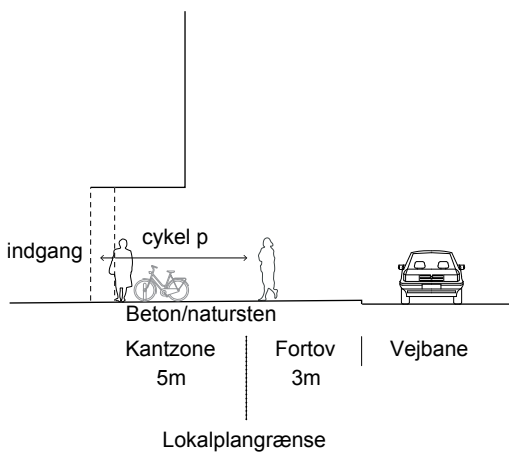 indgang
cykel p
Beton/natursten
Kantzone Fortov Vejbane
5m 3m
Lokalplangrænse